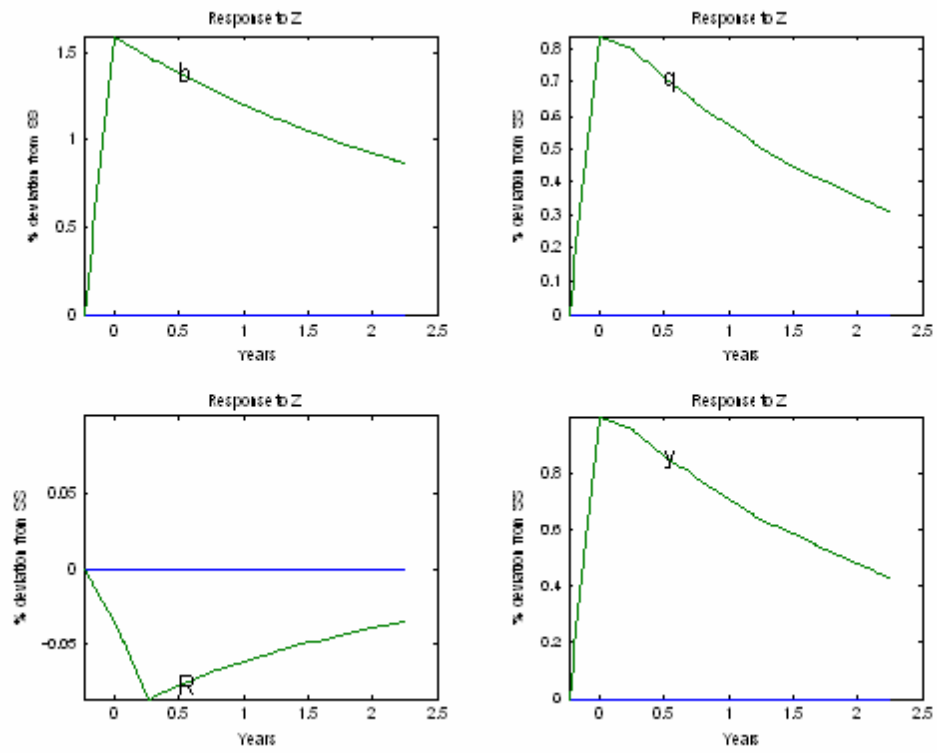 Response to Z
% deviation from SS
1.5
1
0.5
0
b
0 0.5 1 1.5 2 2.5
Years
Response to Z
% deviation from SS
0.8
0.7
0.6
0.5
0.4
0.3
0.2
0.1
0
q
0 0.5 1 1.5 2 2.5
Years
Response to Z
% deviation from SS
0.05
0
-0.05
R
0 0.5 1 1.5 2 2.5
Years
Response to Z
% deviation from SS
0.8
0.6
0.4
0.2
0
y
0 0.5 1 1.5 2 2.5
Years